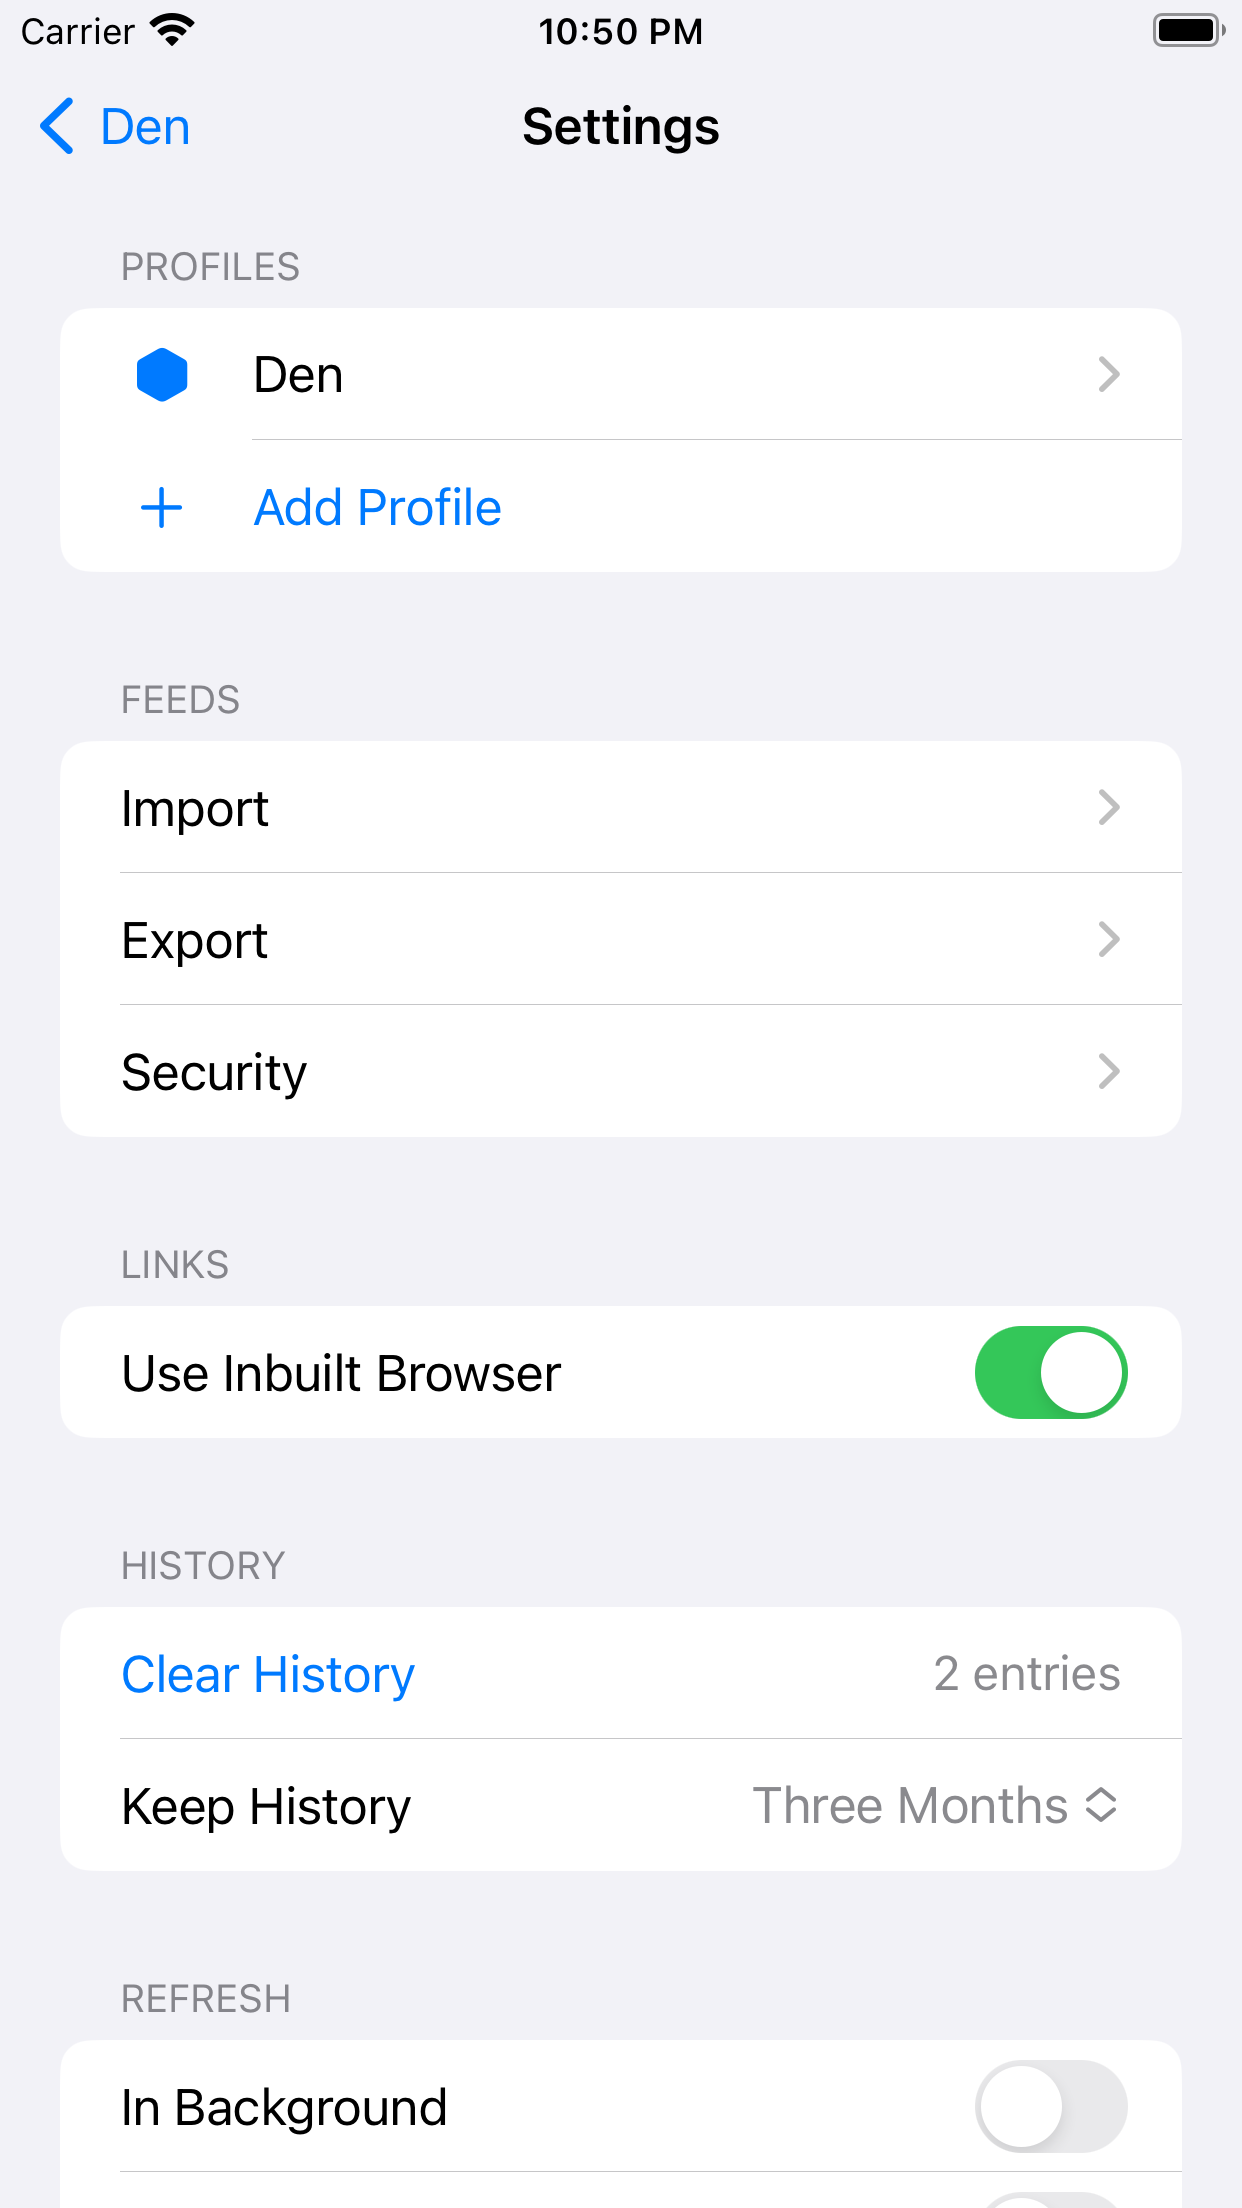 Carrier 10:50 PM
Den Settings
PROFILES
Den
Add Profile
FEEDS
Import
Export
Security
LINKS
Use Inbuilt Browser
HISTORY
Clear History 2 entries
Keep History Three Months
REFRESH
In Background